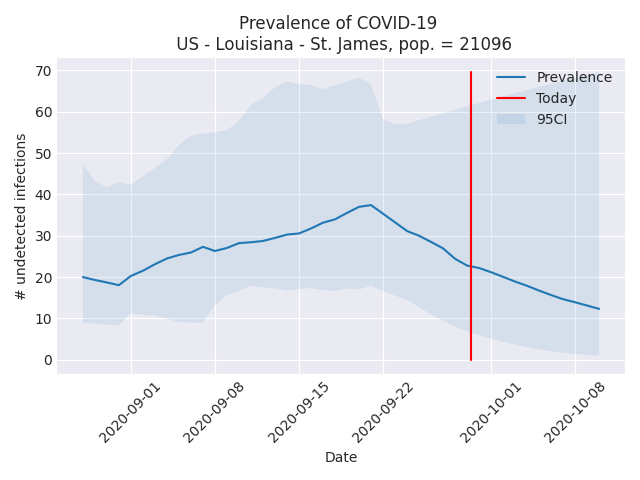 Prevalence of COVID-19
US - Louisiana - St. James, pop. = 21096
Prevalence
Today
95CI
# undetected infections
70
60
50
40
30
20
10
0
2020-09-01
2020-09-08
2020-09-15
2020-09-22
2020-10-01
2020-10-08
Date